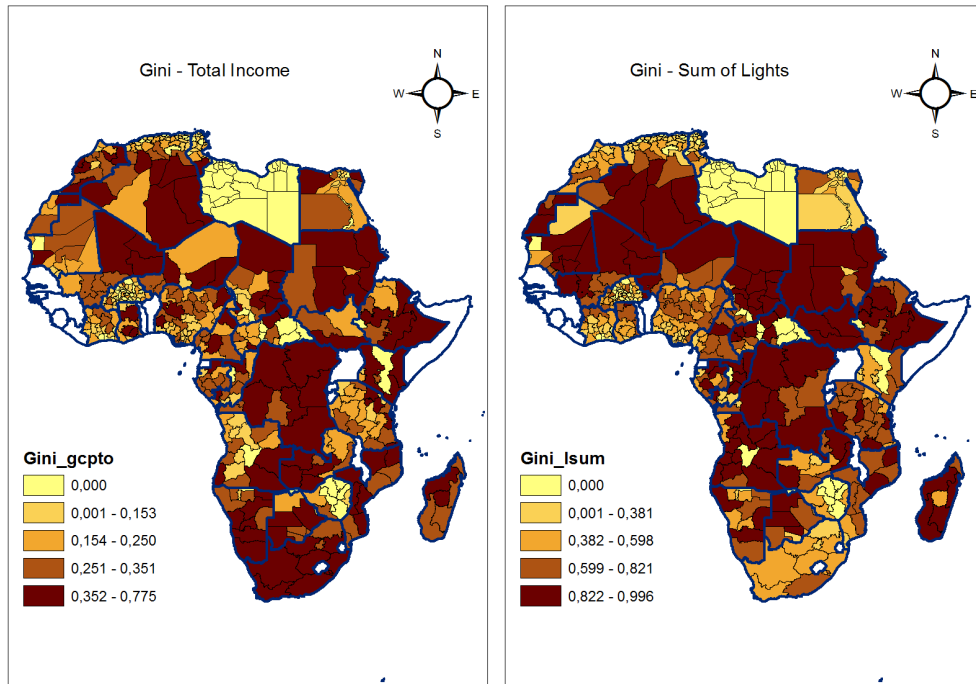 Gini - Total Income
N
W
E
S
Gini_gcpto
0,000
0,001 - 0,153
0,154 - 0,250
0,251 - 0,351
0,352 - 0,775
Gini - Sum of Lights
N
W
E
S
Gini_lsum
0,000
0,001 - 0,381
0,382 - 0,598
0,599 - 0,821
0,822 - 0,996